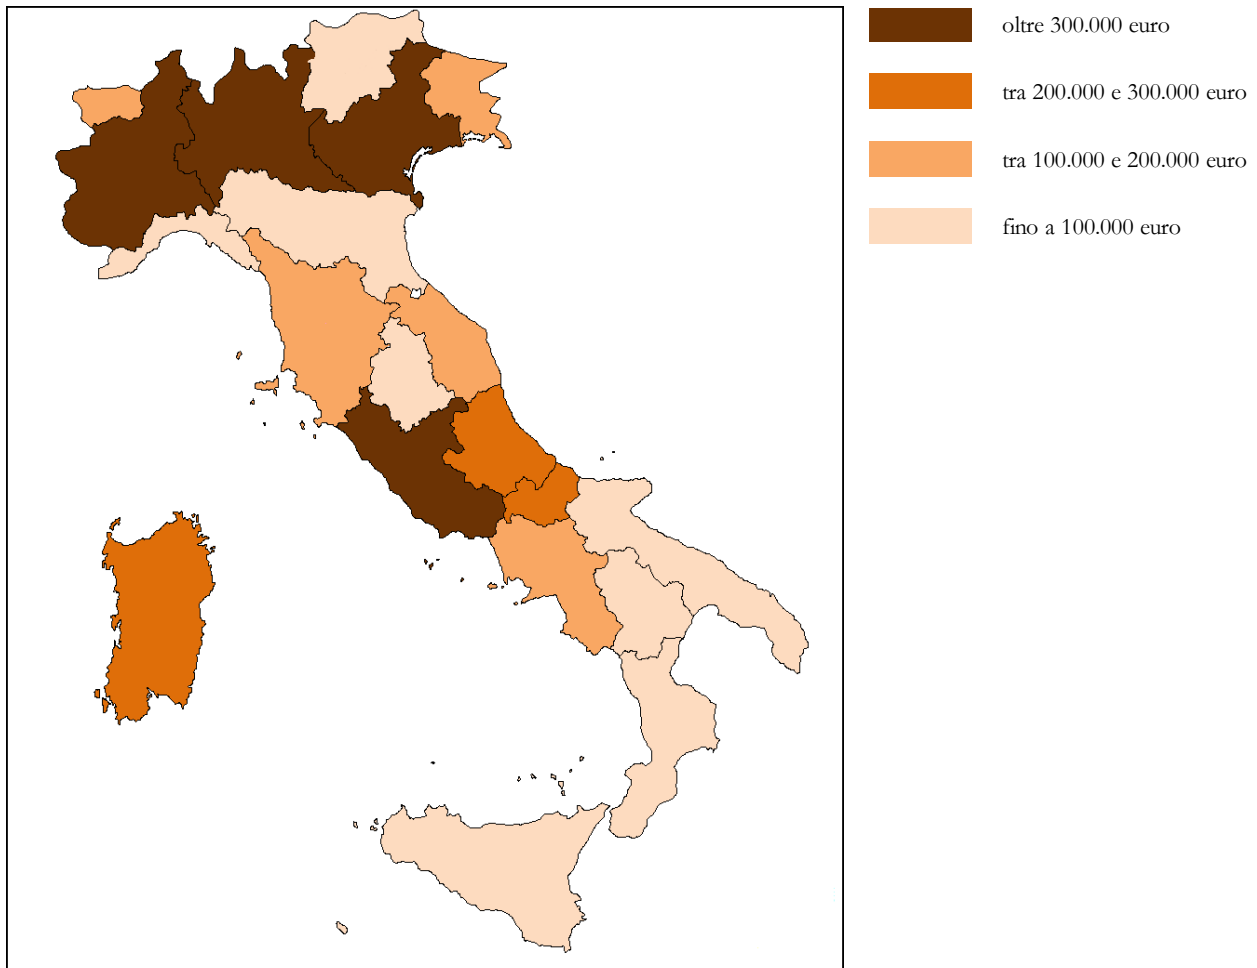 oltre 300.000 euro
tra 200.000 e 300.000 euro
tra 100.000 e 200.000 euro
fino a 100.000 euro